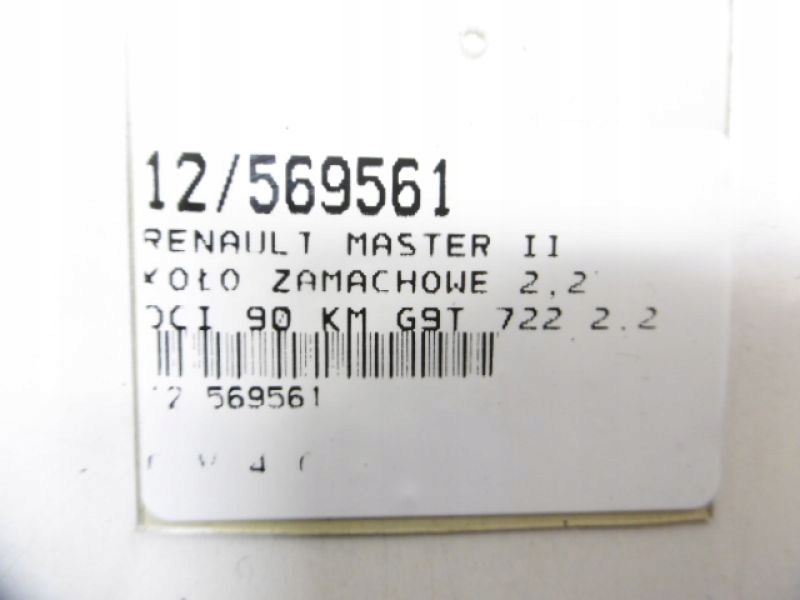 12/569561
RENAULT MASTER II
KOŁO ZAMACHOWE 2,2
DCI 90 KM G9T 722 2.2
12 569561